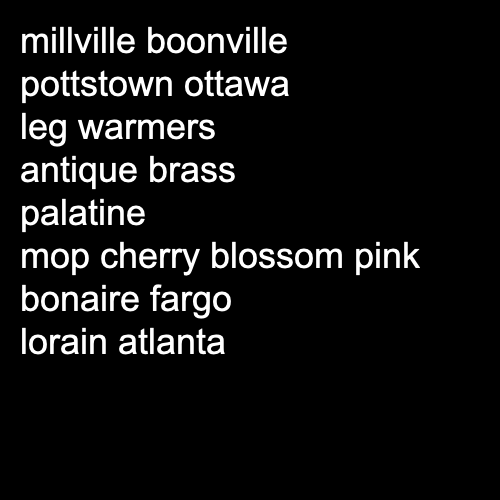 millville boonville
pottstown ottawa
leg warmers
antique brass
palatine
mop cherry blossom pink
bonaire fargo
lorain atlanta